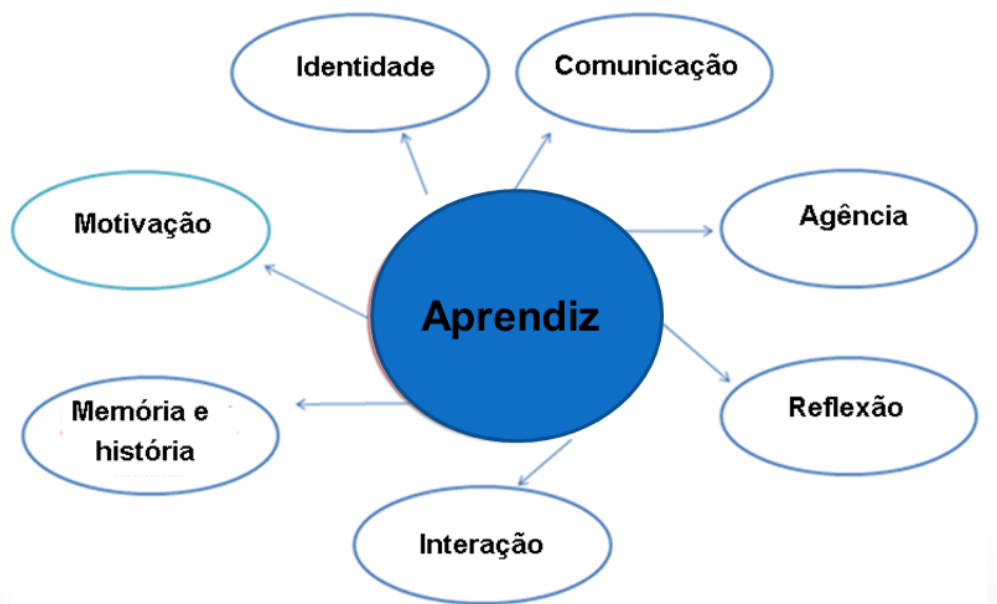 Identidade
Comunicação
Motivação
Agência
Aprendiz
Memória e
história
Reflexão
Interação